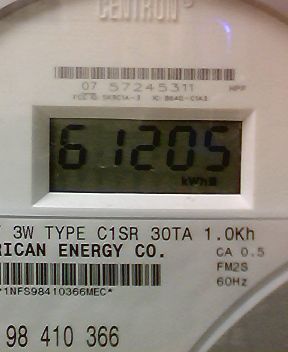 CENTRON®
07 57245311
61205
kWh
3W TYPE C1SR 30TA 1.0Kh
RICAN ENERGY CO.
CA 0.5
FM2S
60Hz
*1NFS98410366MEC*
98 410 366